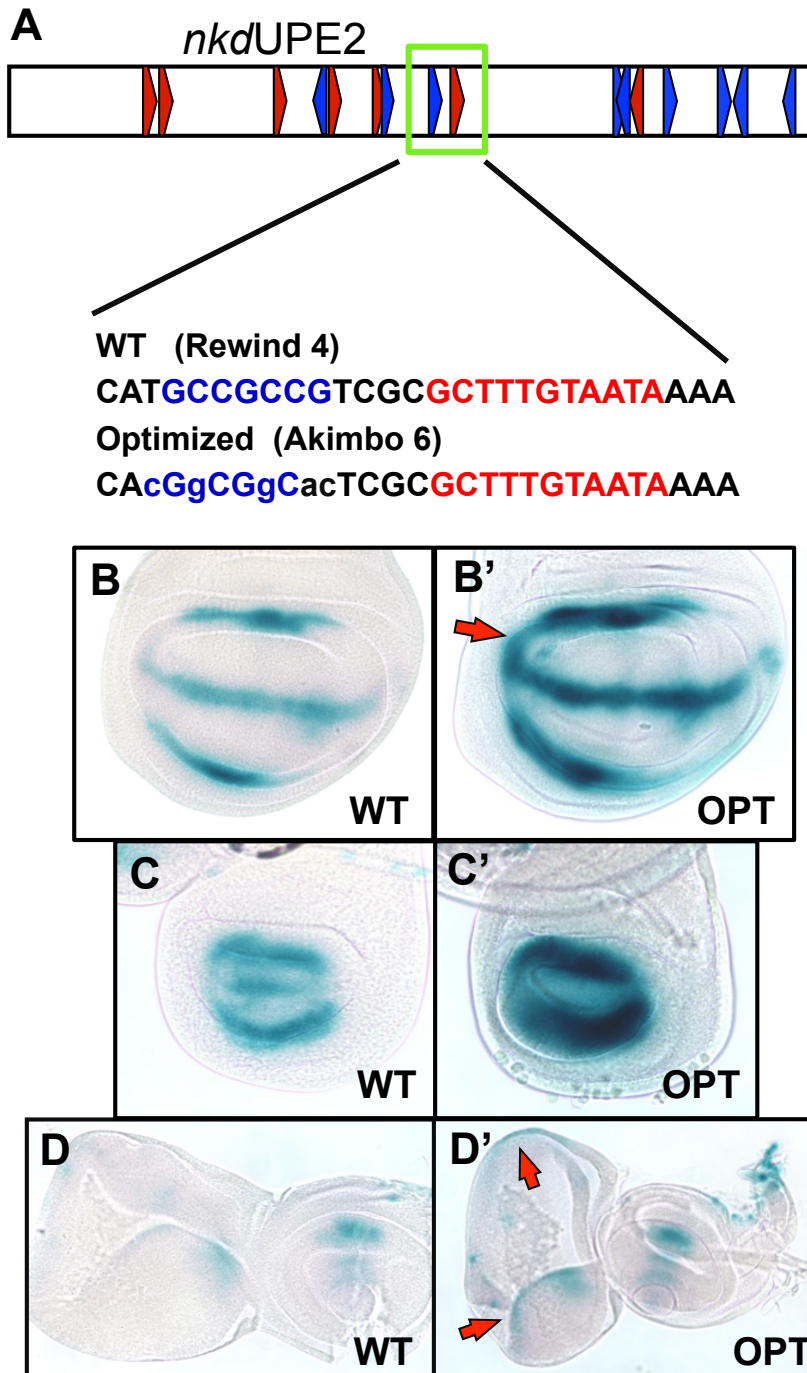 A
nkdUPE2
WT (Rewind 4)
CATGCCGCCGTCGCGCTTTGTAATAAAA
Optimized (Akimbo 6)
CAcGgCGgCacTCGCGCTTTGTAATAAAA
B
WT
B’
OPT
C
WT
C’
OPT
D
WT
D’
OPT